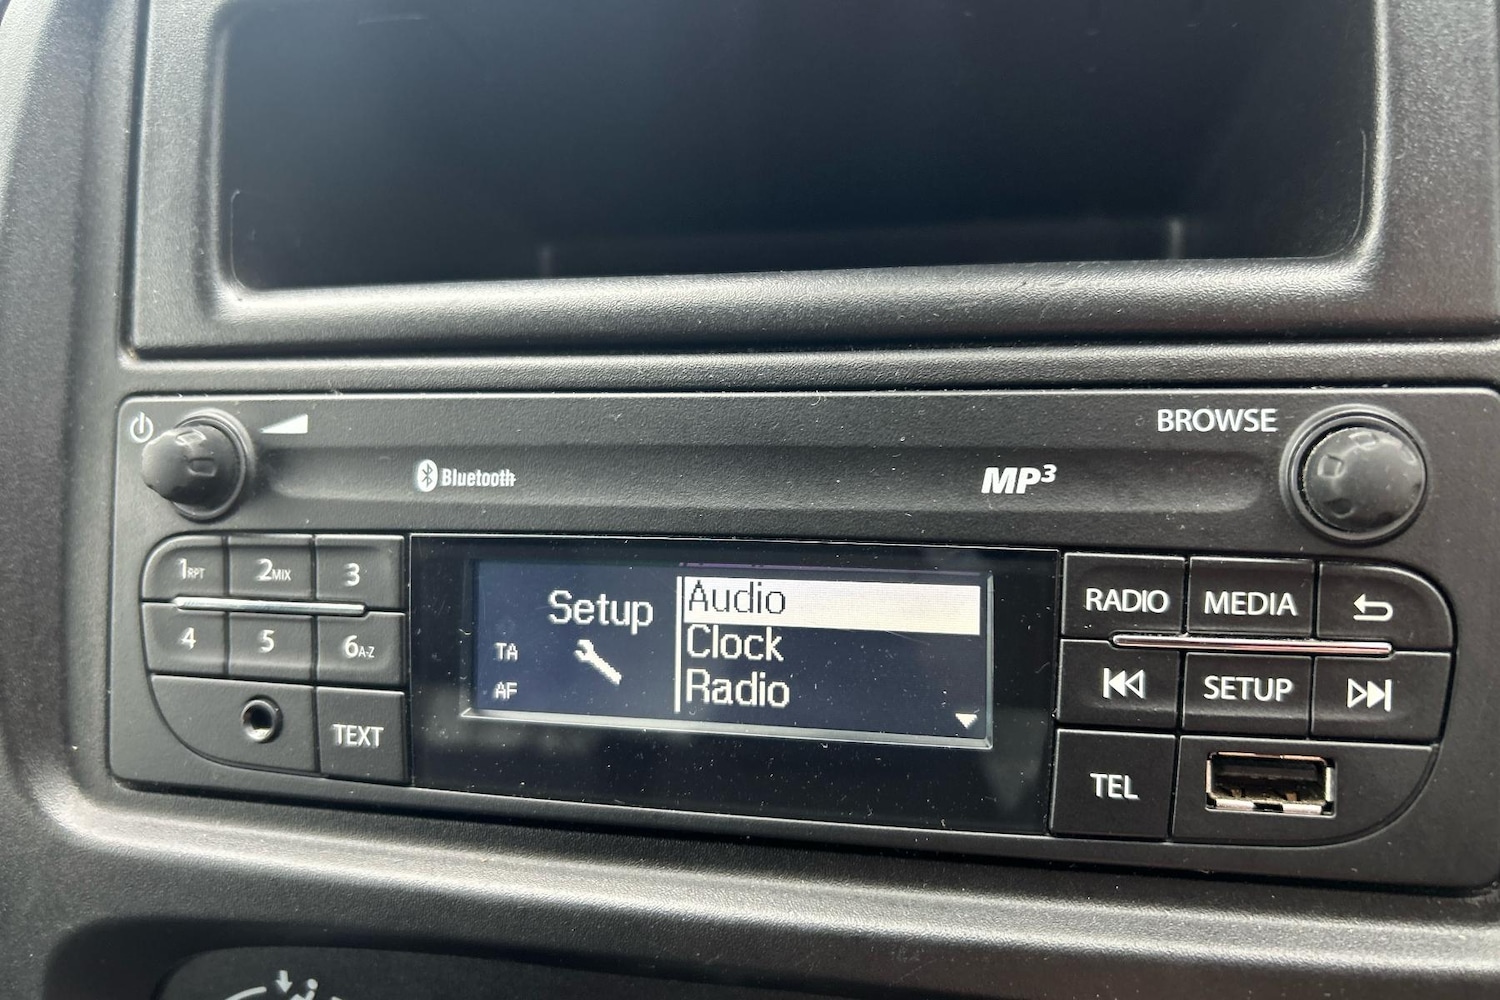 BROWSE
Bluetooth
MP3
1RPT 2MIX 3
4 5 6A-Z
TEXT
Setup
TA
AF
Audio
Clock
Radio
RADIO MEDIA
SETUP
TEL